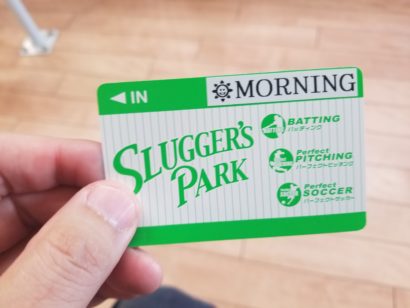 ◀ IN
MORNING
SLUGGER'S
PARK
BATTING
バッティング
Perfect
PITCHING
パーフェクトピッチング
Perfect
SOCCER
パーフェクトサッカー